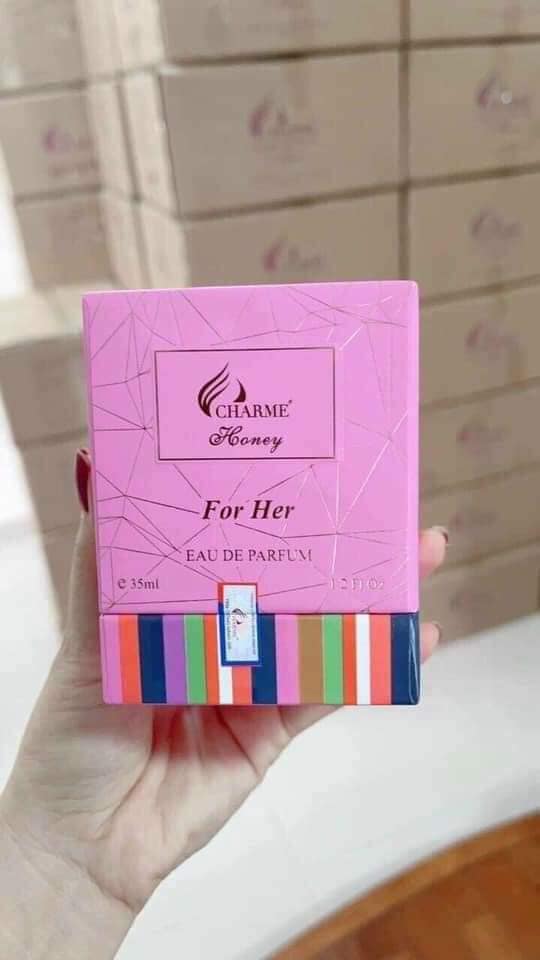 CHARME®
Honey
For Her
EAU DE PARFUM
℮ 35ml
1.2 Fl Oz